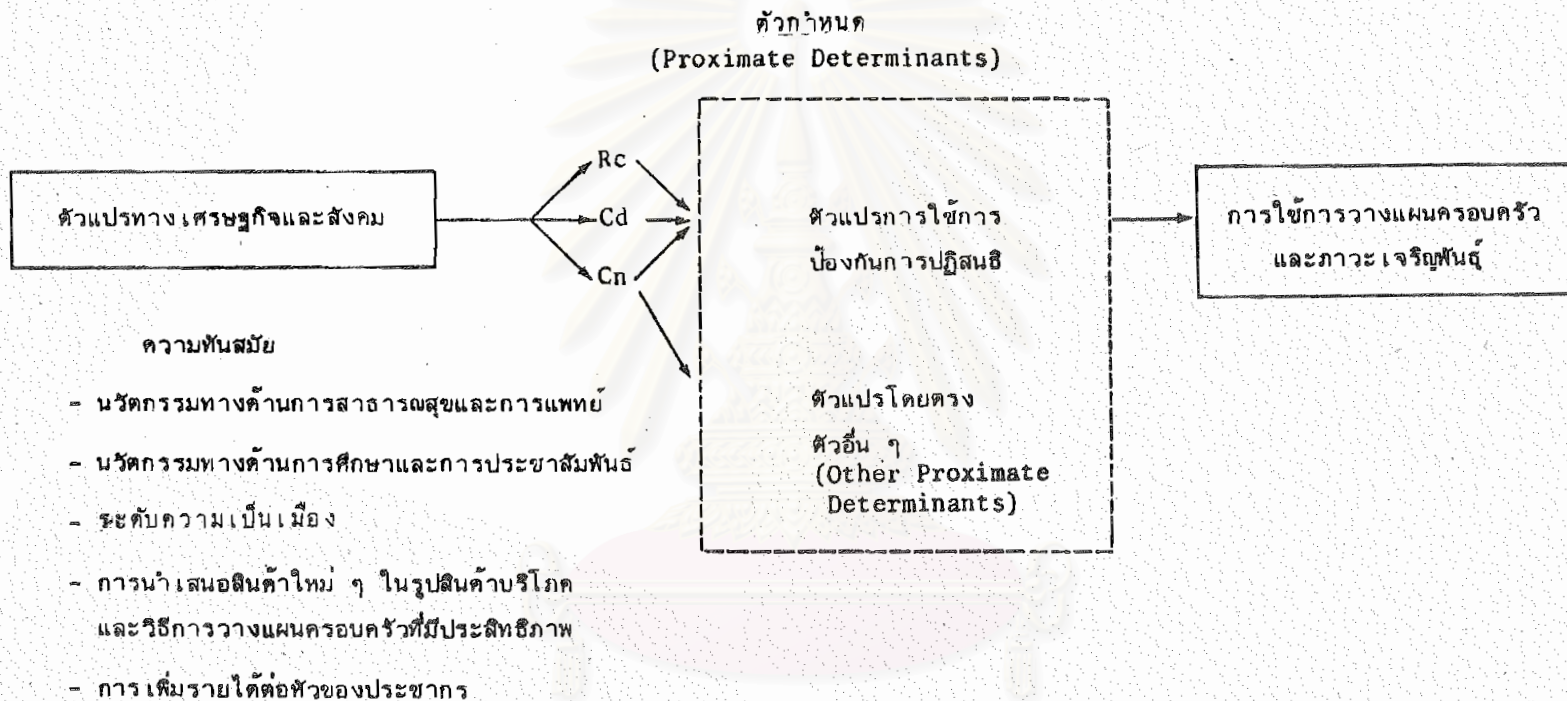 ตัวกำหนด
(Proximate Determinants)
ตัวแปรทางเศรษฐกิจและสังคม
Rc
Cd
Cn
ตัวแปรการใช้การ
ป้องกันการปฏิสนธิ
การใช้การวางแผนครอบครัว
และภาวะเจริญพันธุ์
ความทันสมัย
- นวัตกรรมทางด้านการสาธารณสุขและการแพทย์
- นวัตกรรมทางด้านการศึกษาและการประชาสัมพันธ์
- ระดับความเป็นเมือง
- การนำเสนอสินค้าใหม่ ๆ ในรูปสินค้าบริโภค
และวิธีการวางแผนครอบครัวที่มีประสิทธิภาพ
- การเพิ่มรายได้ต่อหัวของประชากร
ตัวแปรโดยตรง
ตัวอื่น ๆ
(Other Proximate
Determinants)